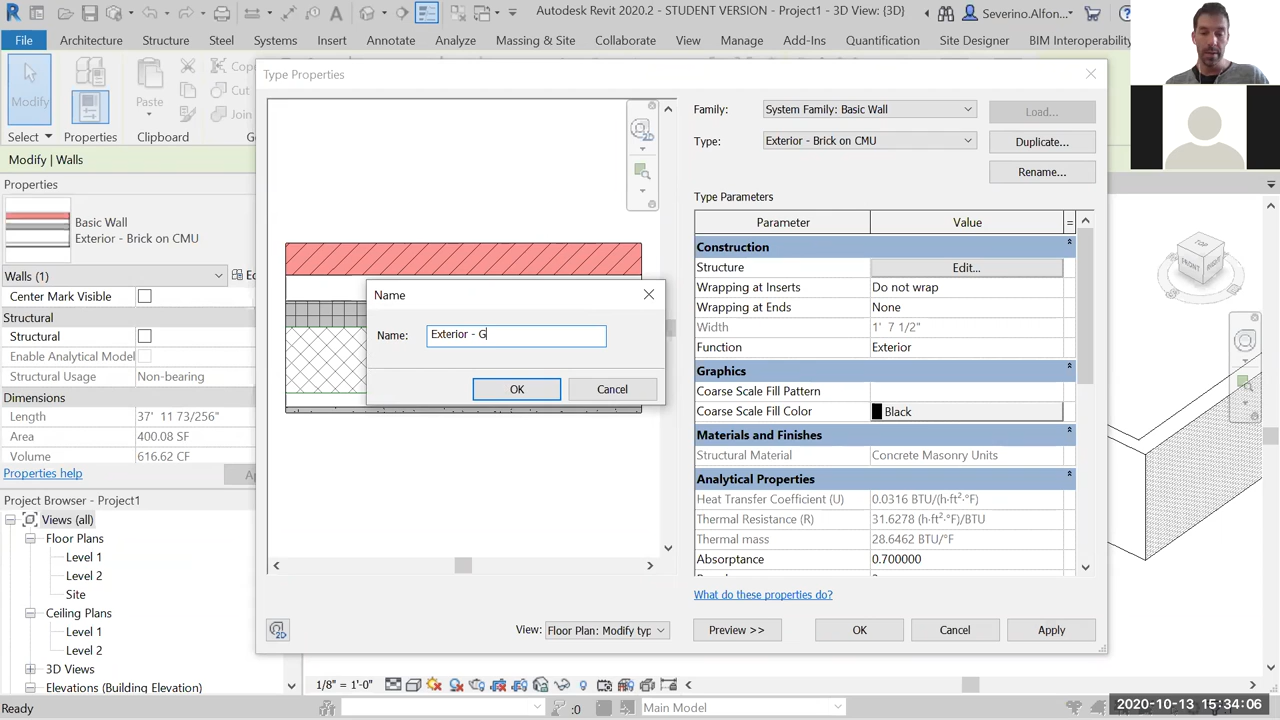 Autodesk Revit 2020.2 - STUDENT VERSION - Project1 - 3D View: {3D}
Severino.Alfon...
File
Architecture
Structure
Steel
Systems
Insert
Annotate
Analyze
Massing & Site
Collaborate
View
Manage
Add-Ins
Quantification
Site Designer
BIM Interoperability
Modify
Paste
Cop
Cut
Join
Select
Properties
Clipboard
Modify | Walls
Properties
Basic Wall
Exterior - Brick on CMU
Walls (1)
Center Mark Visible
Structural
Structural
Enable Analytical Model
Structural Usage Non-bearing
Dimensions
Length 37' 11 73/256"
Area 400.08 SF
Volume 616.62 CF
Properties help
Project Browser - Project1
Views (all)
Floor Plans
Level 1
Level 2
Site
Ceiling Plans
Level 1
Level 2
3D Views
Elevations (Building Elevation)
Ready
Type Properties
Family: System Family: Basic Wall Load...
Type: Exterior - Brick on CMU Duplicate...
Rename...
Type Parameters
Parameter Value =
Construction
Structure Edit...
Wrapping at Inserts Do not wrap
Wrapping at Ends None
Width 1' 7 1/2"
Function Exterior
Graphics
Coarse Scale Fill Pattern
Coarse Scale Fill Color Black
Materials and Finishes
Structural Material Concrete Masonry Units
Analytical Properties
Heat Transfer Coefficient (U) 0.0316 BTU/(h·ft²·°F)
Thermal Resistance (R) 31.6278 (h·ft²·°F)/BTU
Thermal mass 28.6462 BTU/°F
Absorptance 0.700000
What do these properties do?
View: Floor Plan: Modify typ Preview >> OK Cancel Apply
Name
Name: Exterior - G
OK Cancel
TOP
FRONT
RIGHT
1/8" = 1'-0"
:0
Main Model
2020-10-13 15:34:06